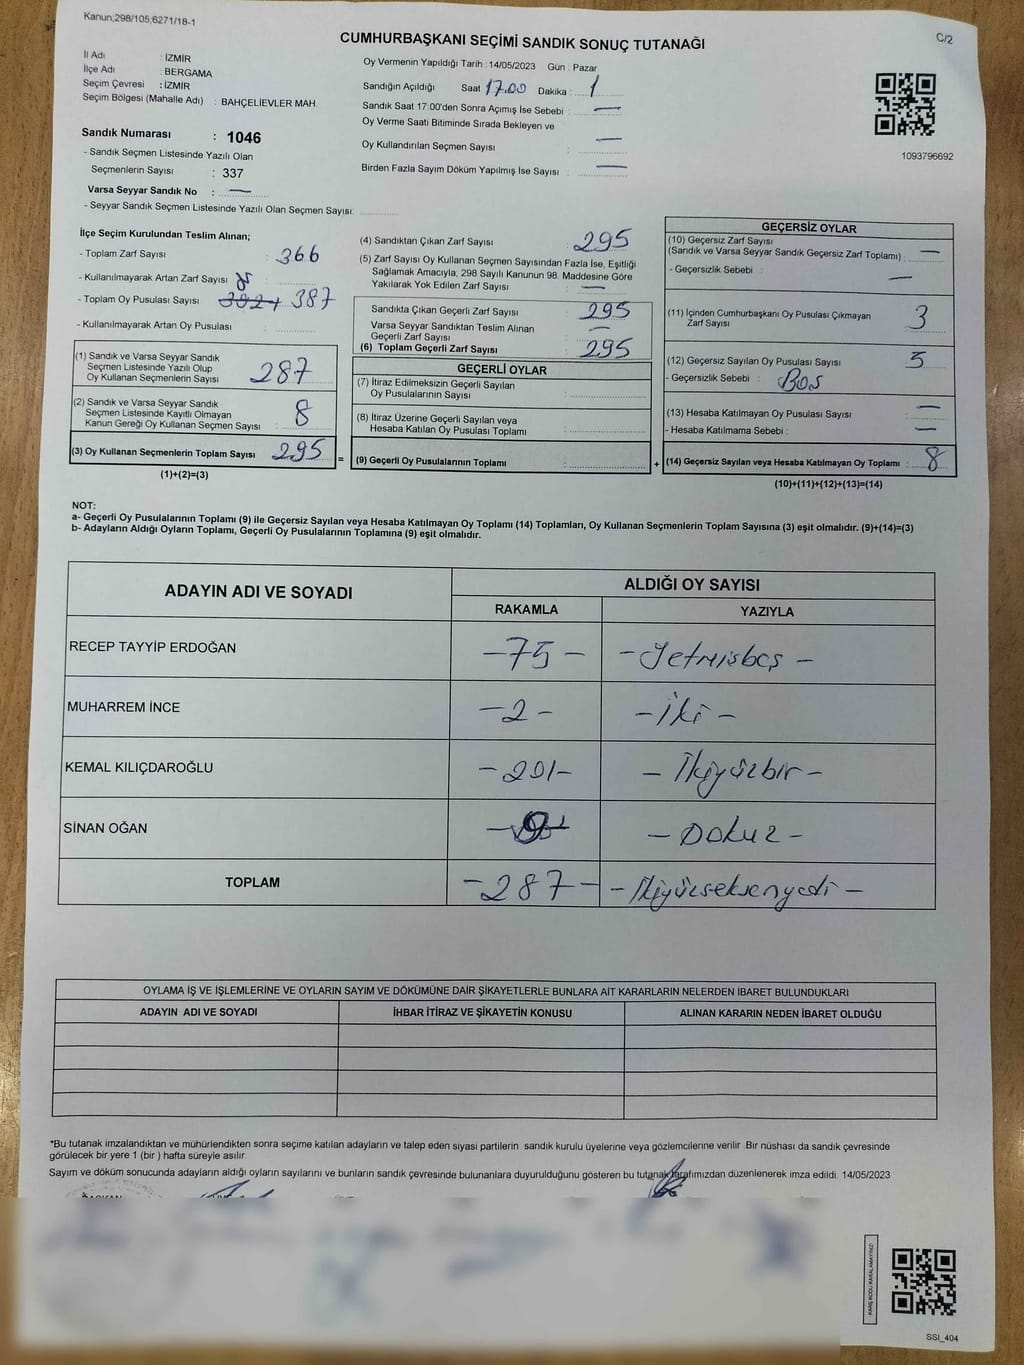 Kanun;298/105;6271/18-1
C/2
CUMHURBAŞKANI SEÇİMİ SANDIK SONUÇ TUTANAĞI
İl Adı : İZMİR
İlçe Adı : BERGAMA
Seçim Çevresi : İZMİR
Seçim Bölgesi (Mahalle Adı) : BAHÇELİEVLER MAH.
Sandık Numarası : 1046
- Sandık Seçmen Listesinde Yazılı Olan
Seçmenlerin Sayısı : 337
Varsa Seyyar Sandık No : —
- Seyyar Sandık Seçmen Listesinde Yazılı Olan Seçmen Sayısı:
Oy Vermenin Yapıldığı Tarih : 14/05/2023 Gün : Pazar
Sandığın Açıldığı Saat 17.00 Dakika : 1
Sandık Saat 17:00'den Sonra Açımış İse Sebebi : —
Oy Verme Saati Bitiminde Sırada Bekleyen ve
Oy Kullandırılan Seçmen Sayısı : —
Birden Fazla Sayım Döküm Yapılmış İse Sayısı : —
1093796692
İlçe Seçim Kurulundan Teslim Alınan;
- Toplam Zarf Sayısı : 366
- Kullanılmayarak Artan Zarf Sayısı
- Toplam Oy Pusulası Sayısı 387
- Kullanılmayarak Artan Oy Pusulası :
(1) Sandık ve Varsa Seyyar Sandık
Seçmen Listesinde Yazılı Olup
Oy Kullanan Seçmenlerin Sayısı : 287
(2) Sandık ve Varsa Seyyar Sandık
Seçmen Listesinde Kayıtlı Olmayan
Kanun Gereği Oy Kullanan Seçmen Sayısı : 8
(3) Oy Kullanan Seçmenlerin Toplam Sayısı : 295 =
(1)+(2)=(3)
(4) Sandıktan Çıkan Zarf Sayısı : 295
(5) Zarf Sayısı Oy Kullanan Seçmen Sayısından Fazla İse, Eşitliği
Sağlamak Amacıyla, 298 Sayılı Kanunun 98. Maddesine Göre
Yakılarak Yok Edilen Zarf Sayısı : —
Sandıkta Çıkan Geçerli Zarf Sayısı : 295
Varsa Seyyar Sandıktan Teslim Alınan
Geçerli Zarf Sayısı : —
(6) Toplam Geçerli Zarf Sayısı : 295
GEÇERLİ OYLAR
(7) İtiraz Edilmeksizin Geçerli Sayılan
Oy Pusulalarının Sayısı :
(8) İtiraz Üzerine Geçerli Sayılan veya
Hesaba Katılan Oy Pusulası Toplamı :
(9) Geçerli Oy Pusulalarının Toplamı : +
GEÇERSİZ OYLAR
(10) Geçersiz Zarf Sayısı
(Sandık ve Varsa Seyyar Sandık Geçersiz Zarf Toplamı) : —
- Geçersizlik Sebebi : —
(11) İçinden Cumhurbaşkanı Oy Pusulası Çıkmayan
Zarf Sayısı : 3
(12) Geçersiz Sayılan Oy Pusulası Sayısı : 5
- Geçersizlik Sebebi : Boş
(13) Hesaba Katılmayan Oy Pusulası Sayısı : —
- Hesaba Katılmama Sebebi : —
(14) Geçersiz Sayılan veya Hesaba Katılmayan Oy Toplamı : 8
(10)+(11)+(12)+(13)=(14)
NOT:
a- Geçerli Oy Pusulalarının Toplamı (9) ile Geçersiz Sayılan veya Hesaba Katılmayan Oy Toplamı (14) Toplamları, Oy Kullanan Seçmenlerin Toplam Sayısına (3) eşit olmalıdır. (9)+(14)=(3)
b- Adayların Aldığı Oyların Toplamı, Geçerli Oy Pusulalarının Toplamına (9) eşit olmalıdır.
ADAYIN ADI VE SOYADI ALDIĞI OY SAYISI
RAKAMLA YAZIYLA
RECEP TAYYİP ERDOĞAN -75- -Yetmişbeş-
MUHARREM İNCE -2- -İki-
KEMAL KILIÇDAROĞLU -201- -İkiyüzbir-
SİNAN OĞAN 9 -Dokuz-
TOPLAM -287- -İkiyüzseksenyedi-
OYLAMA İŞ VE İŞLEMLERİNE VE OYLARIN SAYIM VE DÖKÜMÜNE DAİR ŞİKAYETLERLE BUNLARA AİT KARARLARIN NELERDEN İBARET BULUNDUKLARI
ADAYIN ADI VE SOYADI İHBAR İTİRAZ VE ŞİKAYETİN KONUSU ALINAN KARARIN NEDEN İBARET OLDUĞU
*Bu tutanak imzalandıktan ve mühürlendikten sonra seçime katılan adayların ve talep eden siyasi partilerin sandık kurulu üyelerine veya gözlemcilerine verilir .Bir nüshası da sandık çevresinde
görülecek bir yere 1 (bir ) hafta süreyle asılır.
Sayım ve döküm sonucunda adayların aldığı oyların sayılarını ve bunların sandık çevresinde bulunanlara duyurulduğunu gösteren bu tutanak tarafımızdan düzenlenerek imza edildi. 14/05/2023
KARE KODU KARALAMAYINIZ!
SSI_404